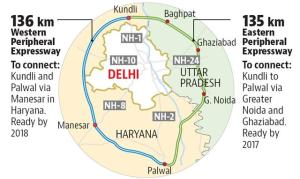 136 km
Western
Peripheral
Expressway
To connect:
Kundli and
Palwal via
Manesar in
Haryana.
Ready by
2018
Kundli
Baghpat
NH-1
Ghaziabad
NH-10
NH-24
DELHI
UTTAR
PRADESH
NH-8
G. Noida
NH-2
Manesar
HARYANA
Palwal
135 km
Eastern
Peripheral
Expressway
To connect:
Kundli to
Palwal via
Greater
Noida and
Ghaziabad.
Ready by
2017